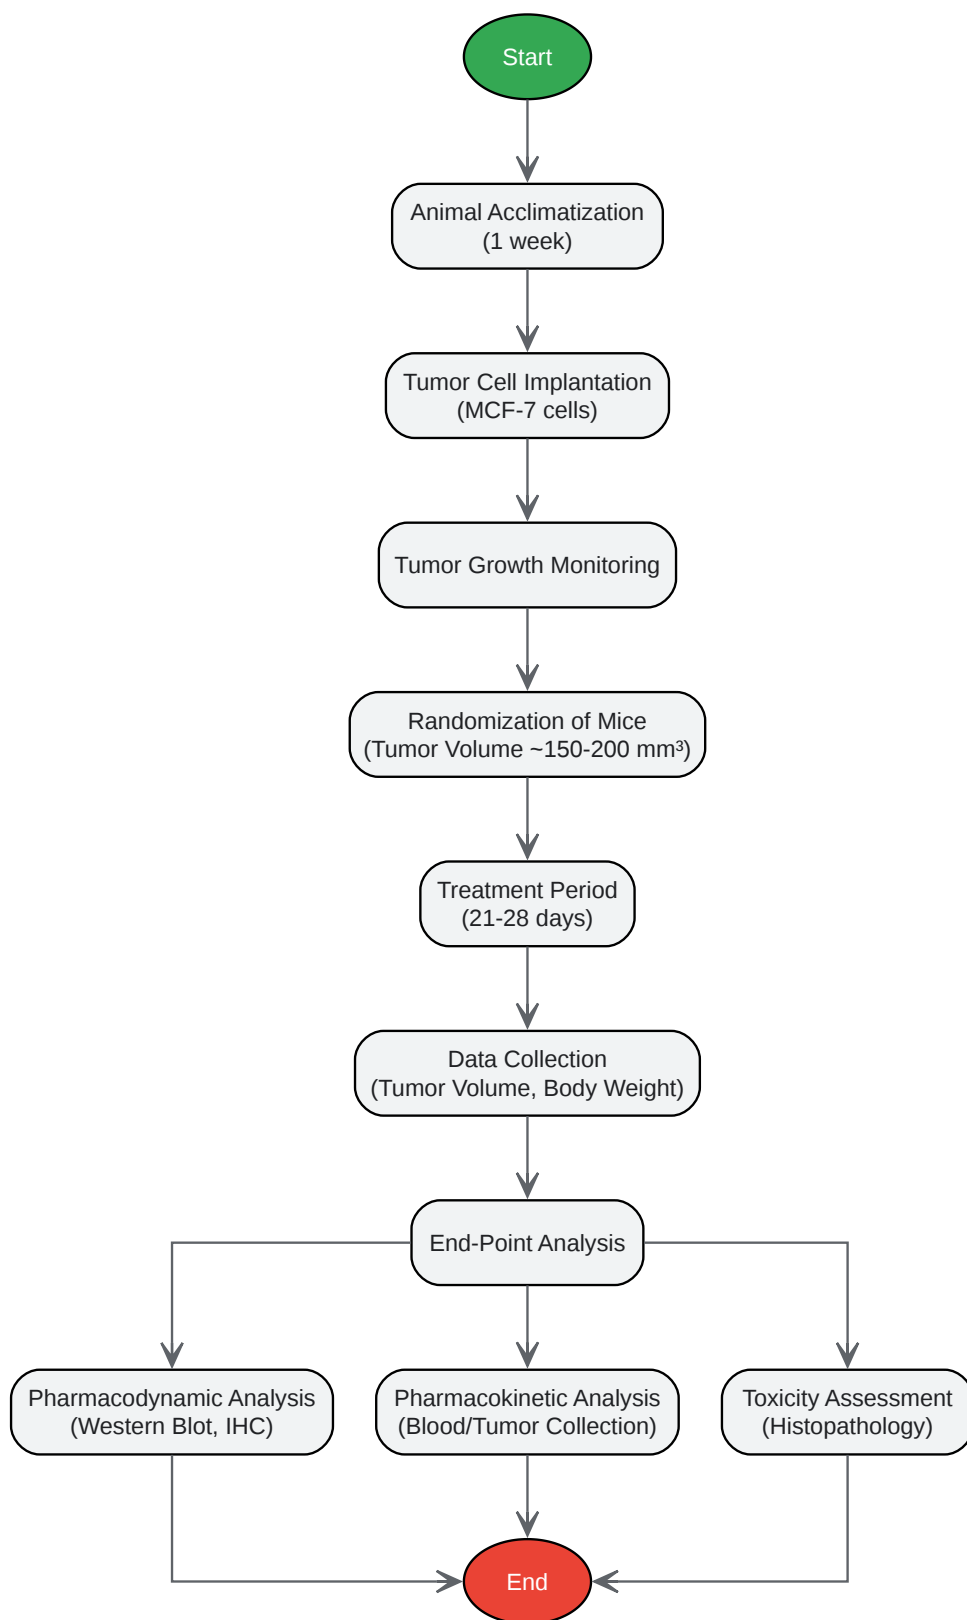 Start
Animal Acclimatization
(1 week)
Tumor Cell Implantation
(MCF-7 cells)
Tumor Growth Monitoring
Randomization of Mice
(Tumor Volume ~150-200 mm³)
Treatment Period
(21-28 days)
Data Collection
(Tumor Volume, Body Weight)
End-Point Analysis
Pharmacodynamic Analysis
(Western Blot, IHC)
Pharmacokinetic Analysis
(Blood/Tumor Collection)
Toxicity Assessment
(Histopathology)
End